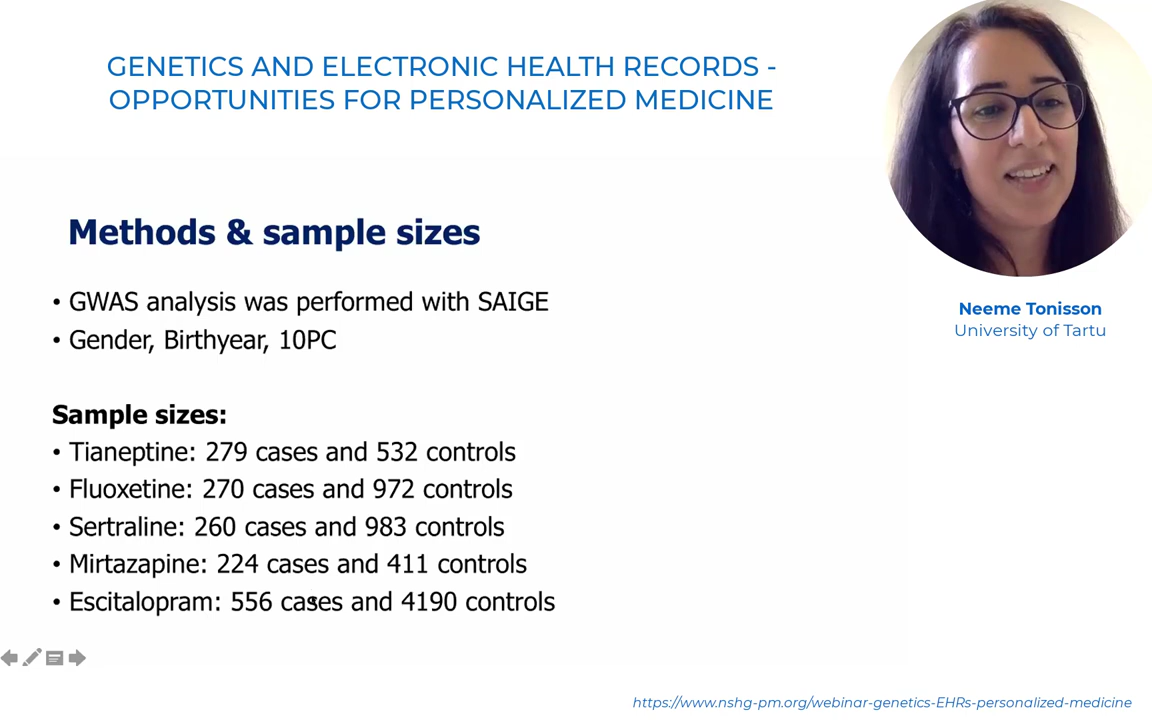 GENETICS AND ELECTRONIC HEALTH RECORDS -
OPPORTUNITIES FOR PERSONALIZED MEDICINE
Methods & sample sizes
• GWAS analysis was performed with SAIGE
• Gender, Birthyear, 10PC
Sample sizes:
• Tianeptine: 279 cases and 532 controls
• Fluoxetine: 270 cases and 972 controls
• Sertraline: 260 cases and 983 controls
• Mirtazapine: 224 cases and 411 controls
• Escitalopram: 556 cases and 4190 controls
Neeme Tonisson
University of Tartu
https://www.nshg-pm.org/webinar-genetics-EHRs-personalized-medicine